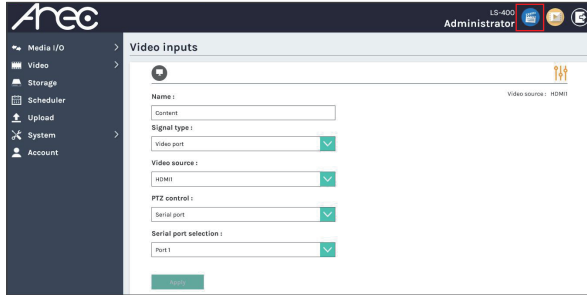 Arec
LS-400
Administrator
Media I/O
Video
Storage
Scheduler
Upload
System
Account
Video inputs
Video source : HDMI1
Name :
Content
Signal type :
Video port
Video source :
HDMI1
PTZ control :
Serial port
Serial port selection :
Port 1
Apply